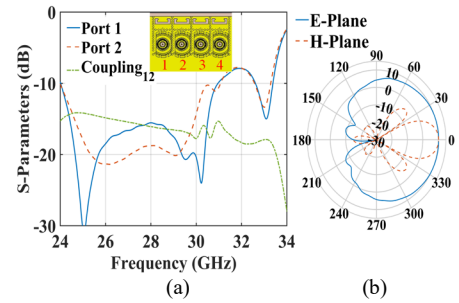 (a)
0
-10
-20
-30
S-Parameters (dB)
Port 1
Port 2
Coupling12
1 2 3 4
24 26 28 30 32 34
Frequency (GHz)
(a)
E-Plane
H-Plane
90
120 60
150 30
180 0
210 330
240 300
270
10
0
-10
-20
-30
(b)